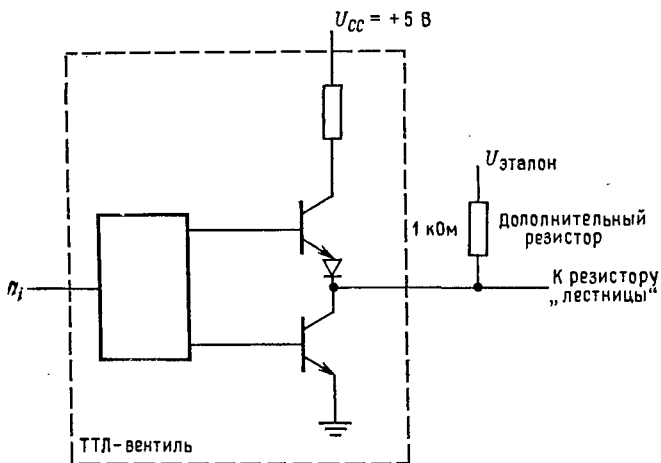 U_CC = +5 В
U_эталон
1 кОм
Дополнительный
резистор
К резистору
„лестницы“
n_i
ТТЛ-вентиль